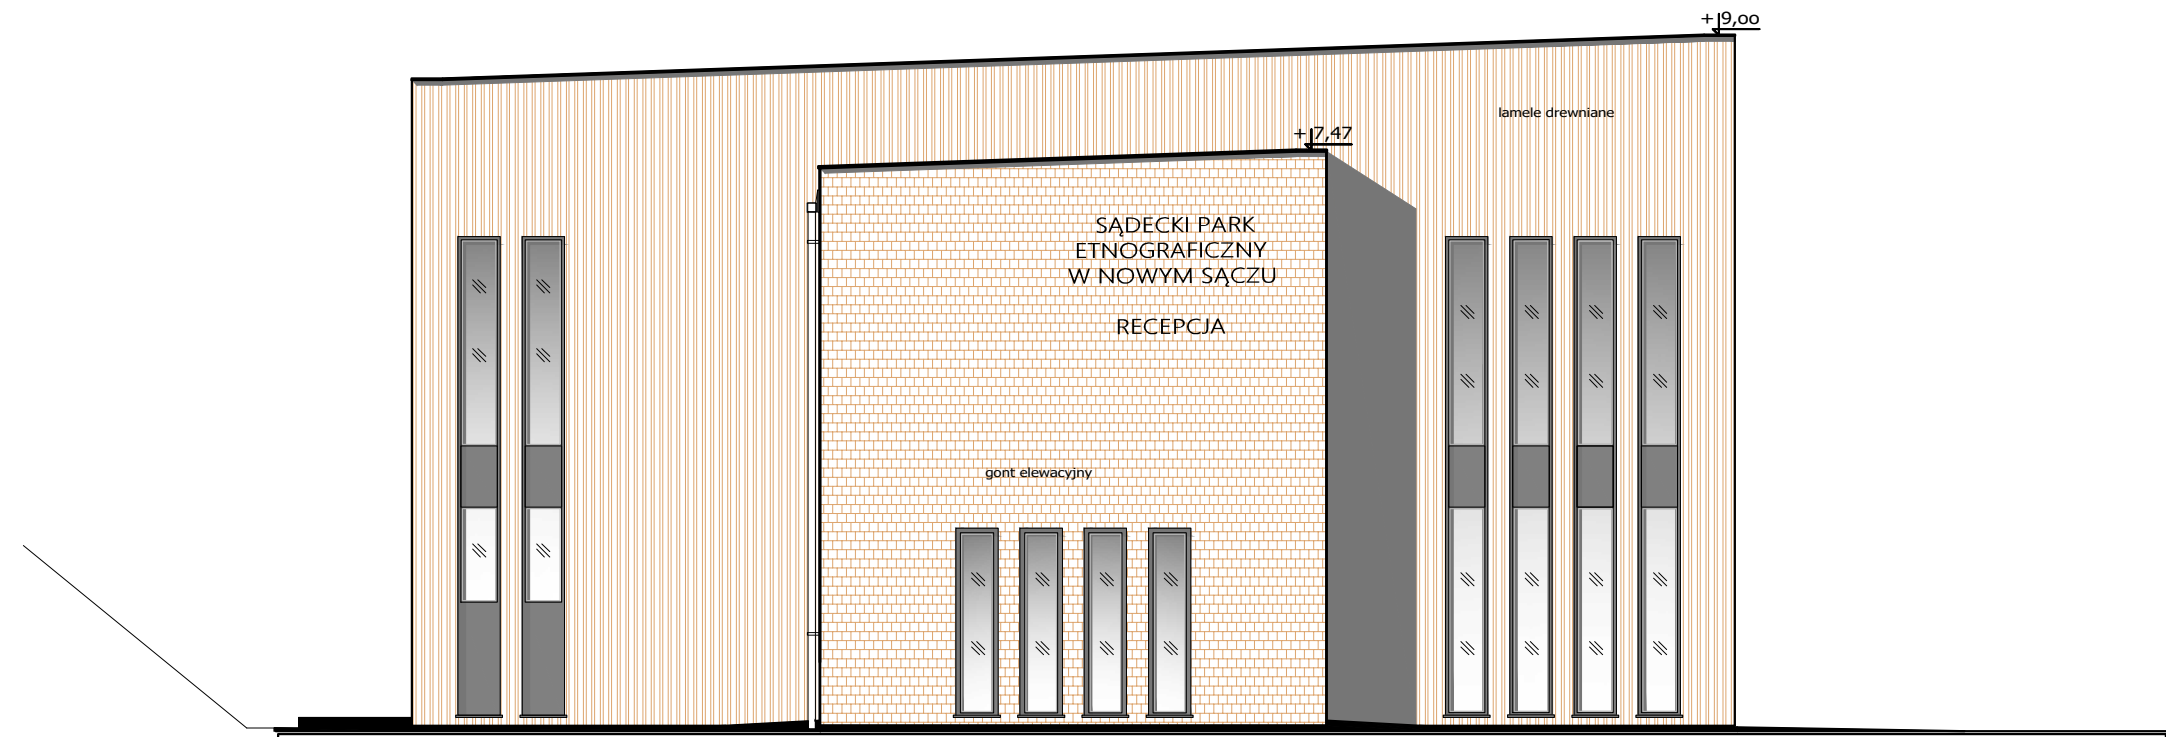 +9,00
lamele drewniane
+7,47
SĄDECKI PARK
ETNOGRAFICZNY
W NOWYM SĄCZU
RECEPCJA
gont elewacyjny